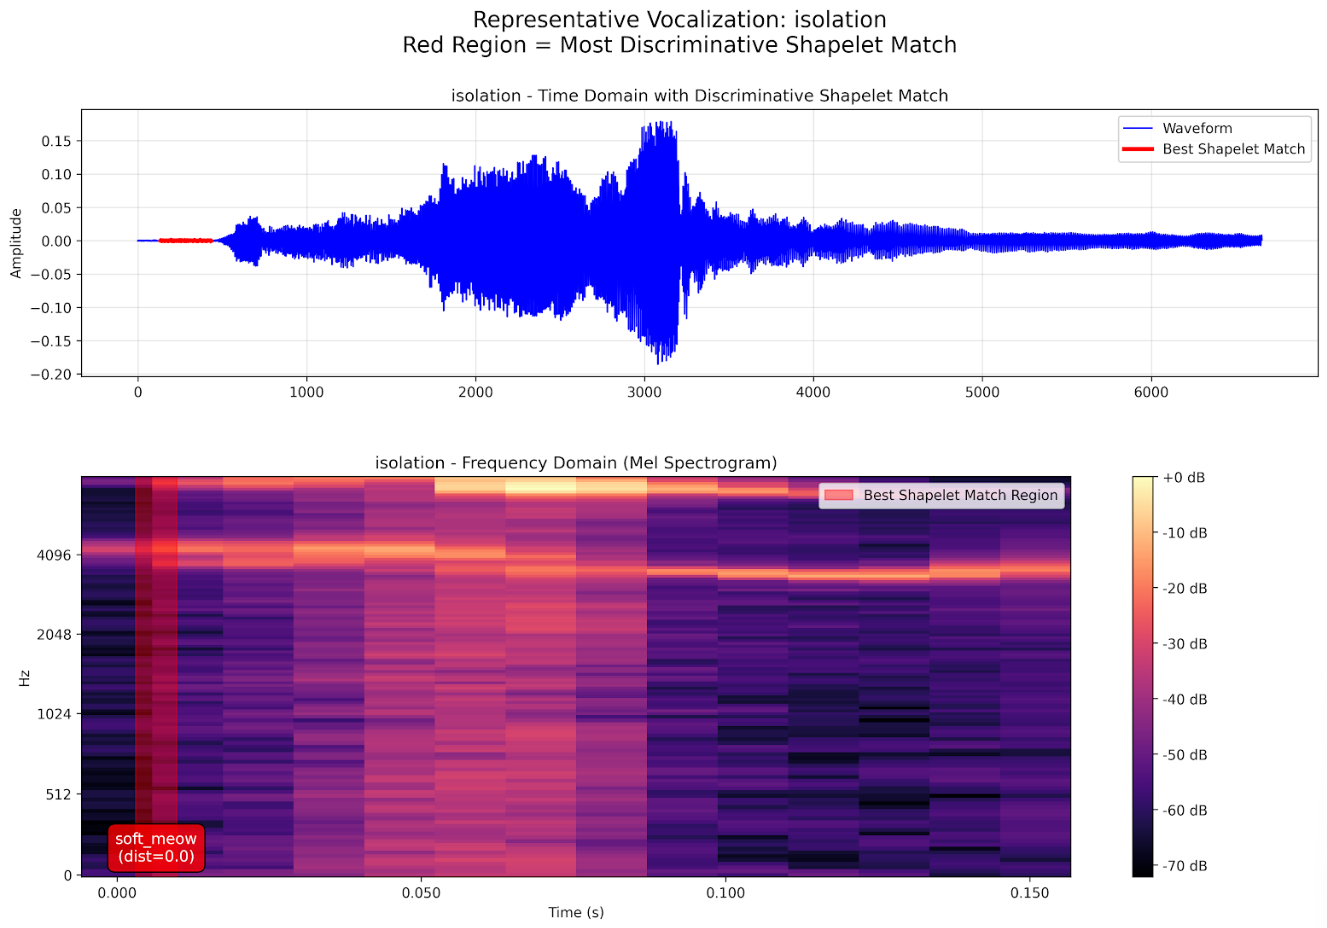 Representative Vocalization: isolation
Red Region = Most Discriminative Shapelet Match
isolation - Time Domain with Discriminative Shapelet Match
Waveform
Best Shapelet Match
Amplitude
0.15
0.10
0.05
0.00
−0.05
−0.10
−0.15
−0.20
0
1000
2000
3000
4000
5000
6000
isolation - Frequency Domain (Mel Spectrogram)
Best Shapelet Match Region
Hz
4096
2048
1024
512
0
soft_meow
(dist=0.0)
0.000
0.050
0.100
0.150
Time (s)
+0 dB
-10 dB
-20 dB
-30 dB
-40 dB
-50 dB
-60 dB
-70 dB